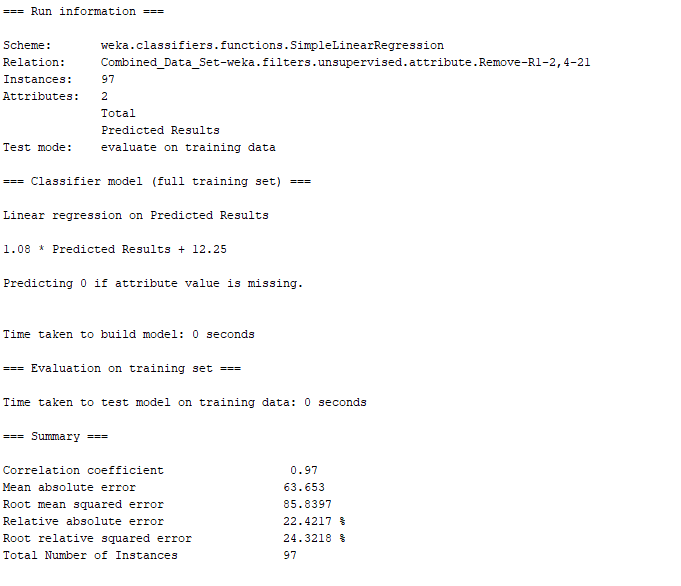 === Run information ===
Scheme: weka.classifiers.functions.SimpleLinearRegression
Relation: Combined_Data_Set-weka.filters.unsupervised.attribute.Remove-R1-2,4-21
Instances: 97
Attributes: 2
Total
Predicted Results
Test mode: evaluate on training data
=== Classifier model (full training set) ===
Linear regression on Predicted Results
1.08 * Predicted Results + 12.25
Predicting 0 if attribute value is missing.
Time taken to build model: 0 seconds
=== Evaluation on training set ===
Time taken to test model on training data: 0 seconds
=== Summary ===
Correlation coefficient 0.97
Mean absolute error 63.653
Root mean squared error 85.8397
Relative absolute error 22.4217 %
Root relative squared error 24.3218 %
Total Number of Instances 97